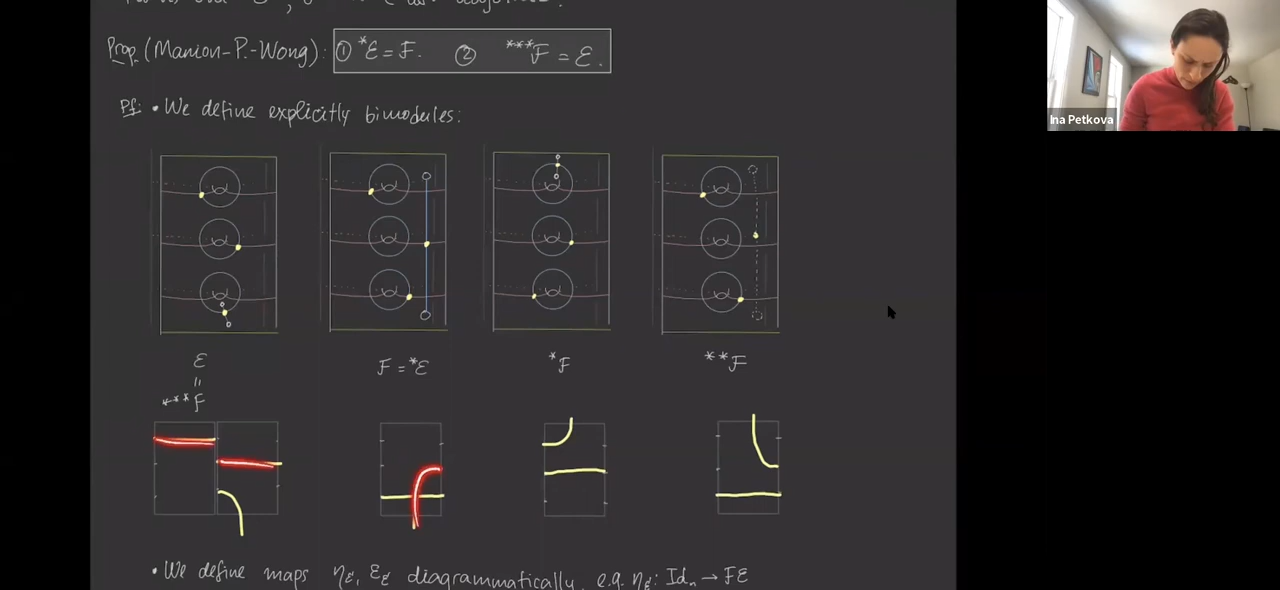 Prop. (Manion-P.-Wong): ① *ℰ = F. ② ***F = ℰ.
Pf: • We define explicitly bimodules:
ℰ
F = *ℰ
*F
**F
=
***F
• We define maps η_ℰ, ε_ℰ diagrammatically, e.g. η_ℰ: Id_n → Fℰ
Ina Petkova